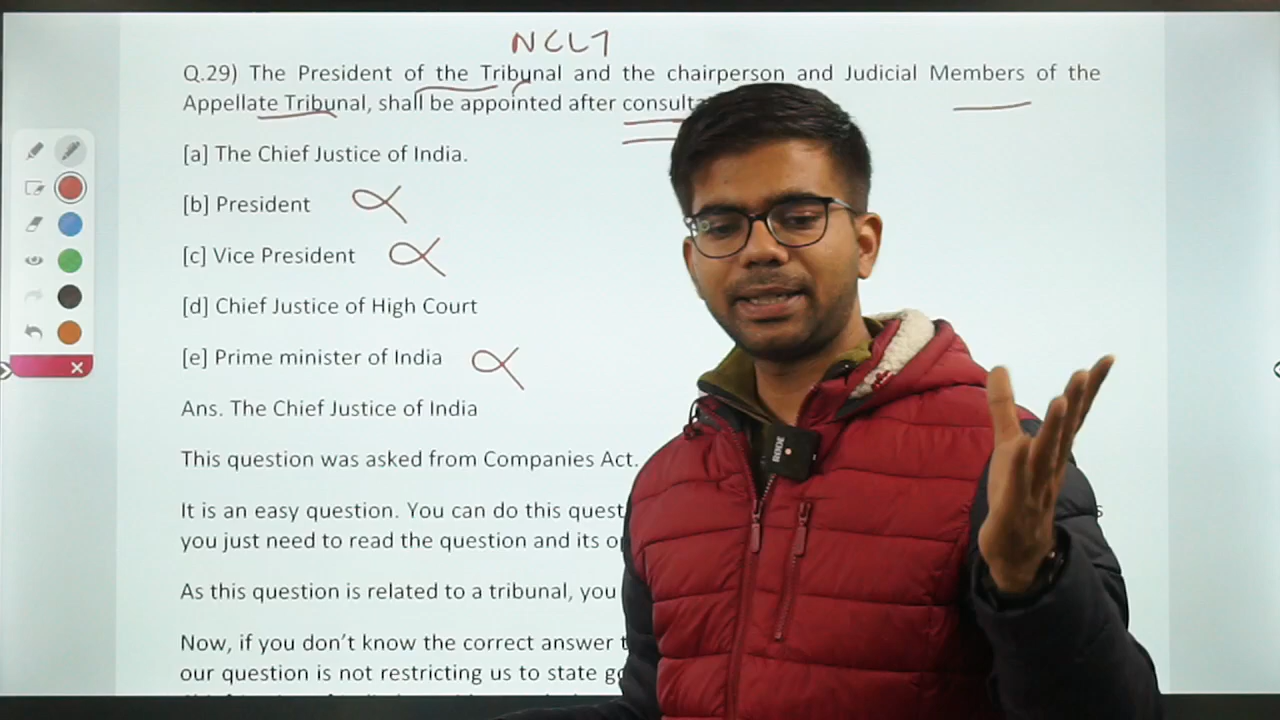 NCLT
Q.29) The President of the Tribunal and the chairperson and Judicial Members of the
Appellate Tribunal, shall be appointed after
[a] The Chief Justice of India.
[b] President
[c] Vice President
[d] Chief Justice of High Court
[e] Prime minister of India
Ans. The Chief Justice of India
This question was asked from Companies Act.
It is an easy question. You can do this
you just need to read the question and its
As this question is related to a tribunal, you
Now, if you don't know the correct answer
our question is not restricting us to state
RODE